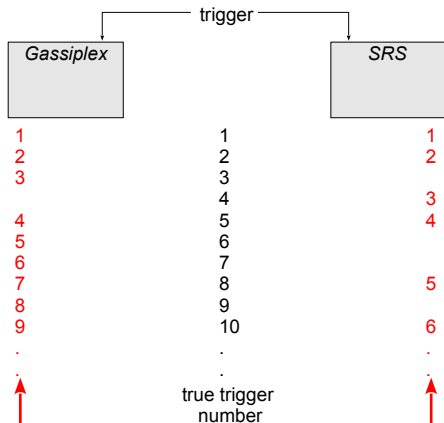 trigger
Gassiplex SRS
1 1 1
2 2 2
3 3
4 3
4 5 4
5 6
6 7
7 8 5
8 9
9 10 6
. . .
. . .
true trigger
number